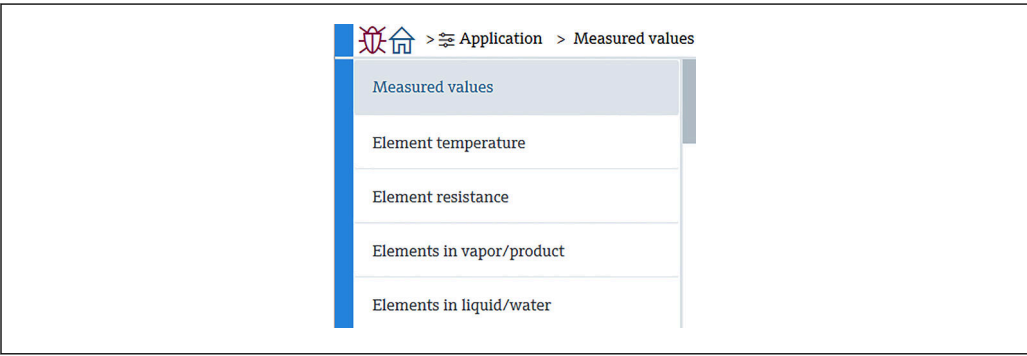 > Application > Measured values
Measured values
Element temperature
Element resistance
Elements in vapor/product
Elements in liquid/water